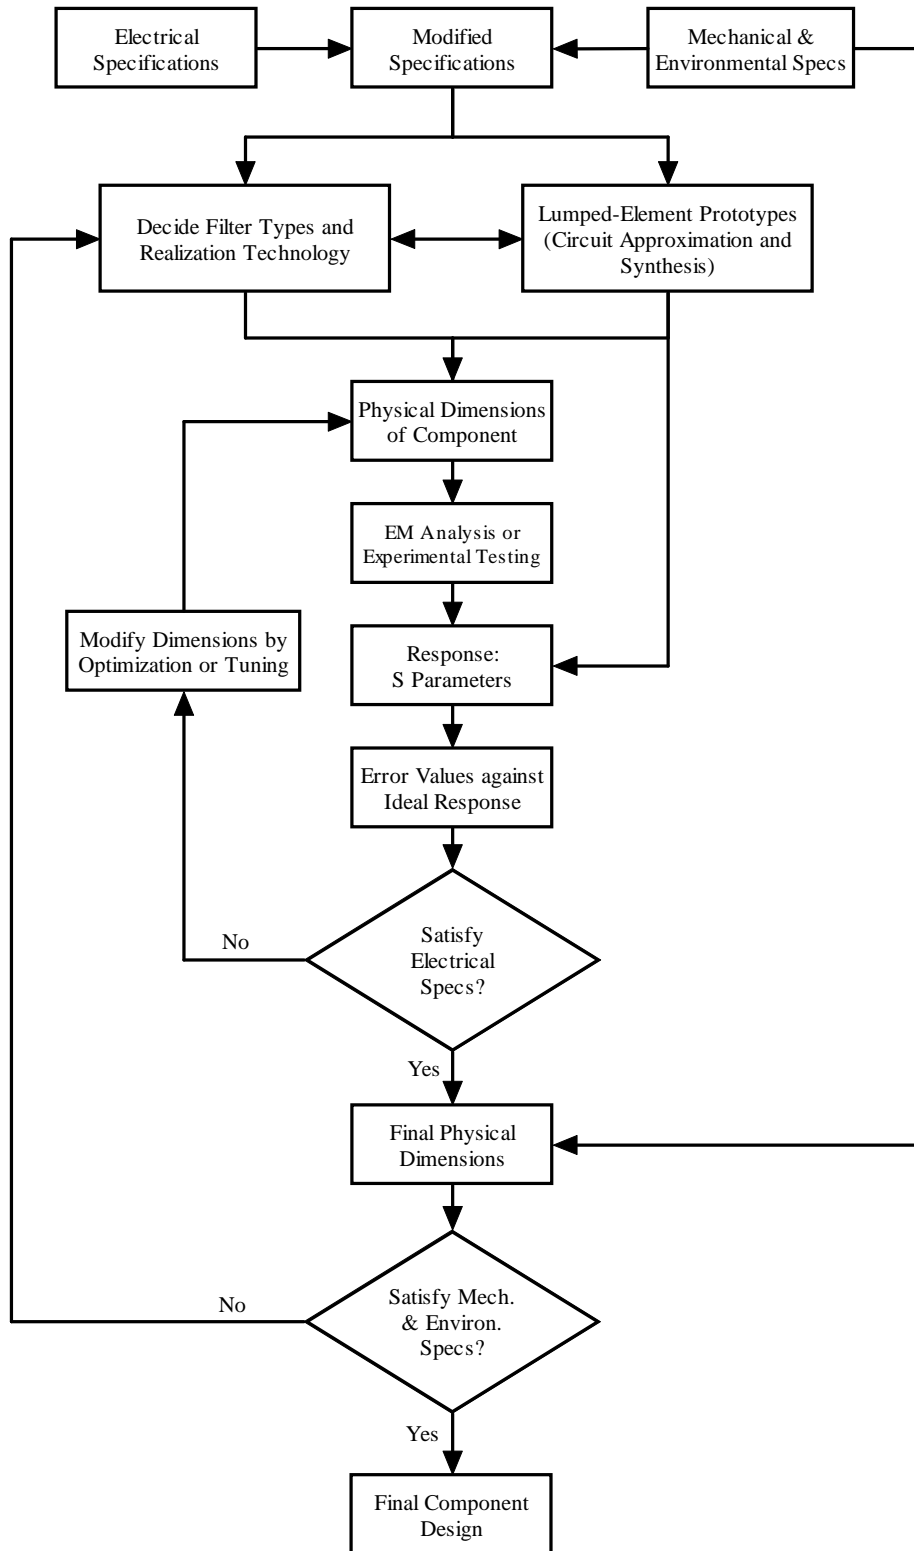 Electrical
Specifications
Modified
Specifications
Mechanical &
Environmental Specs
Decide Filter Types and
Realization Technology
Lumped-Element Prototypes
(Circuit Approximation and
Synthesis)
Physical Dimensions
of Component
EM Analysis or
Experimental Testing
Modify Dimensions by
Optimization or Tuning
Response:
S Parameters
Error Values against
Ideal Response
No
Satisfy
Electrical
Specs?
Yes
Final Physical
Dimensions
No
Satisfy Mech.
& Environ.
Specs?
Yes
Final Component
Design